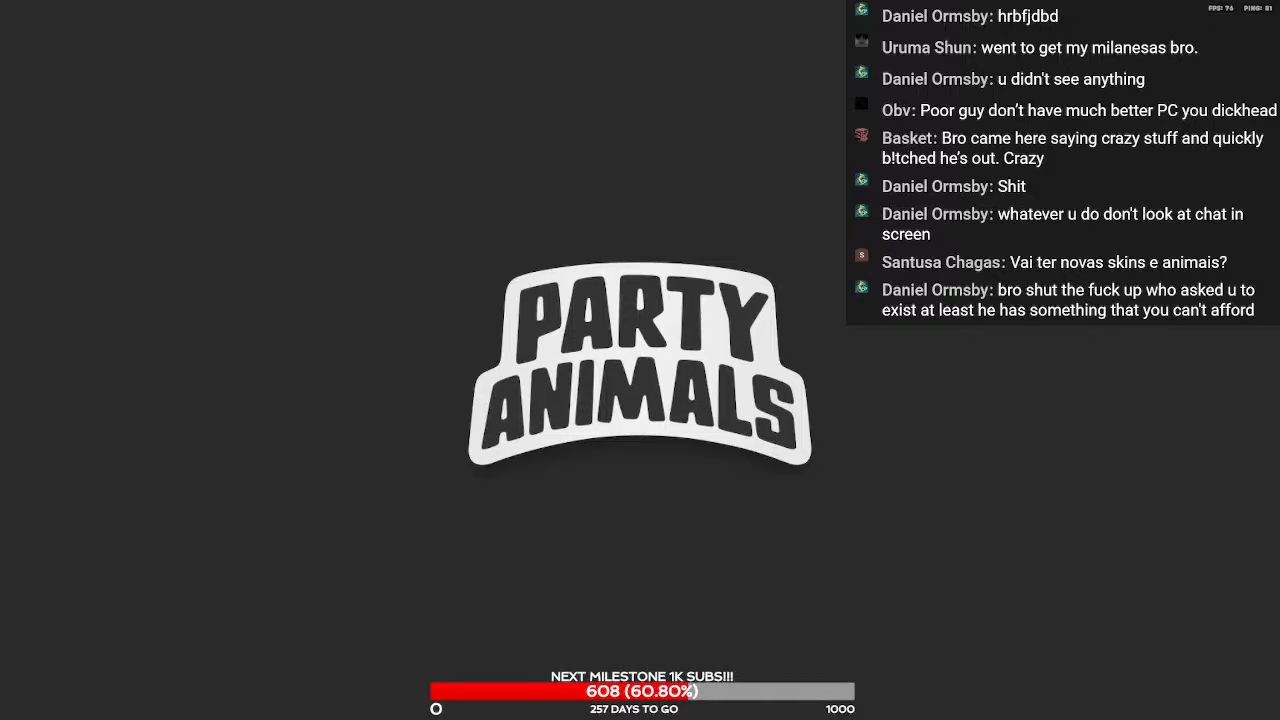 FPS: 76 PING: 81
Daniel Ormsby: hrbfjdbd
Uruma Shun: went to get my milanesas bro.
Daniel Ormsby: u didn't see anything
Obv: Poor guy don't have much better PC you dickhead
Basket: Bro came here saying crazy stuff and quickly
b!tched he's out. Crazy
Daniel Ormsby: Shit
Daniel Ormsby: whatever u do don't look at chat in
screen
S
Santusa Chagas: Vai ter novas skins e animais?
Daniel Ormsby: bro shut the fuck up who asked u to
exist at least he has something that you can't afford
PARTY
ANIMALS
NEXT MILESTONE 1K SUBS!!!
608 (60.80%)
0 257 DAYS TO GO 1000